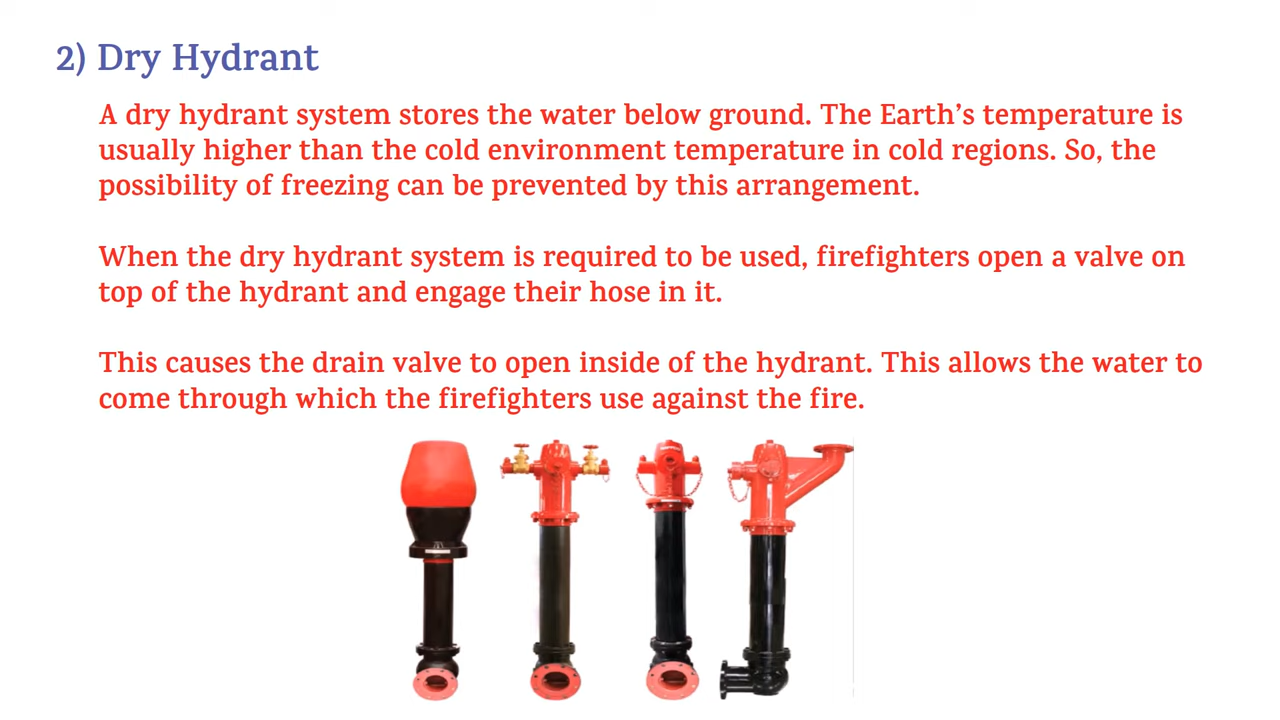 2) Dry Hydrant
A dry hydrant system stores the water below ground. The Earth’s temperature is
usually higher than the cold environment temperature in cold regions. So, the
possibility of freezing can be prevented by this arrangement.
When the dry hydrant system is required to be used, firefighters open a valve on
top of the hydrant and engage their hose in it.
This causes the drain valve to open inside of the hydrant. This allows the water to
come through which the firefighters use against the fire.